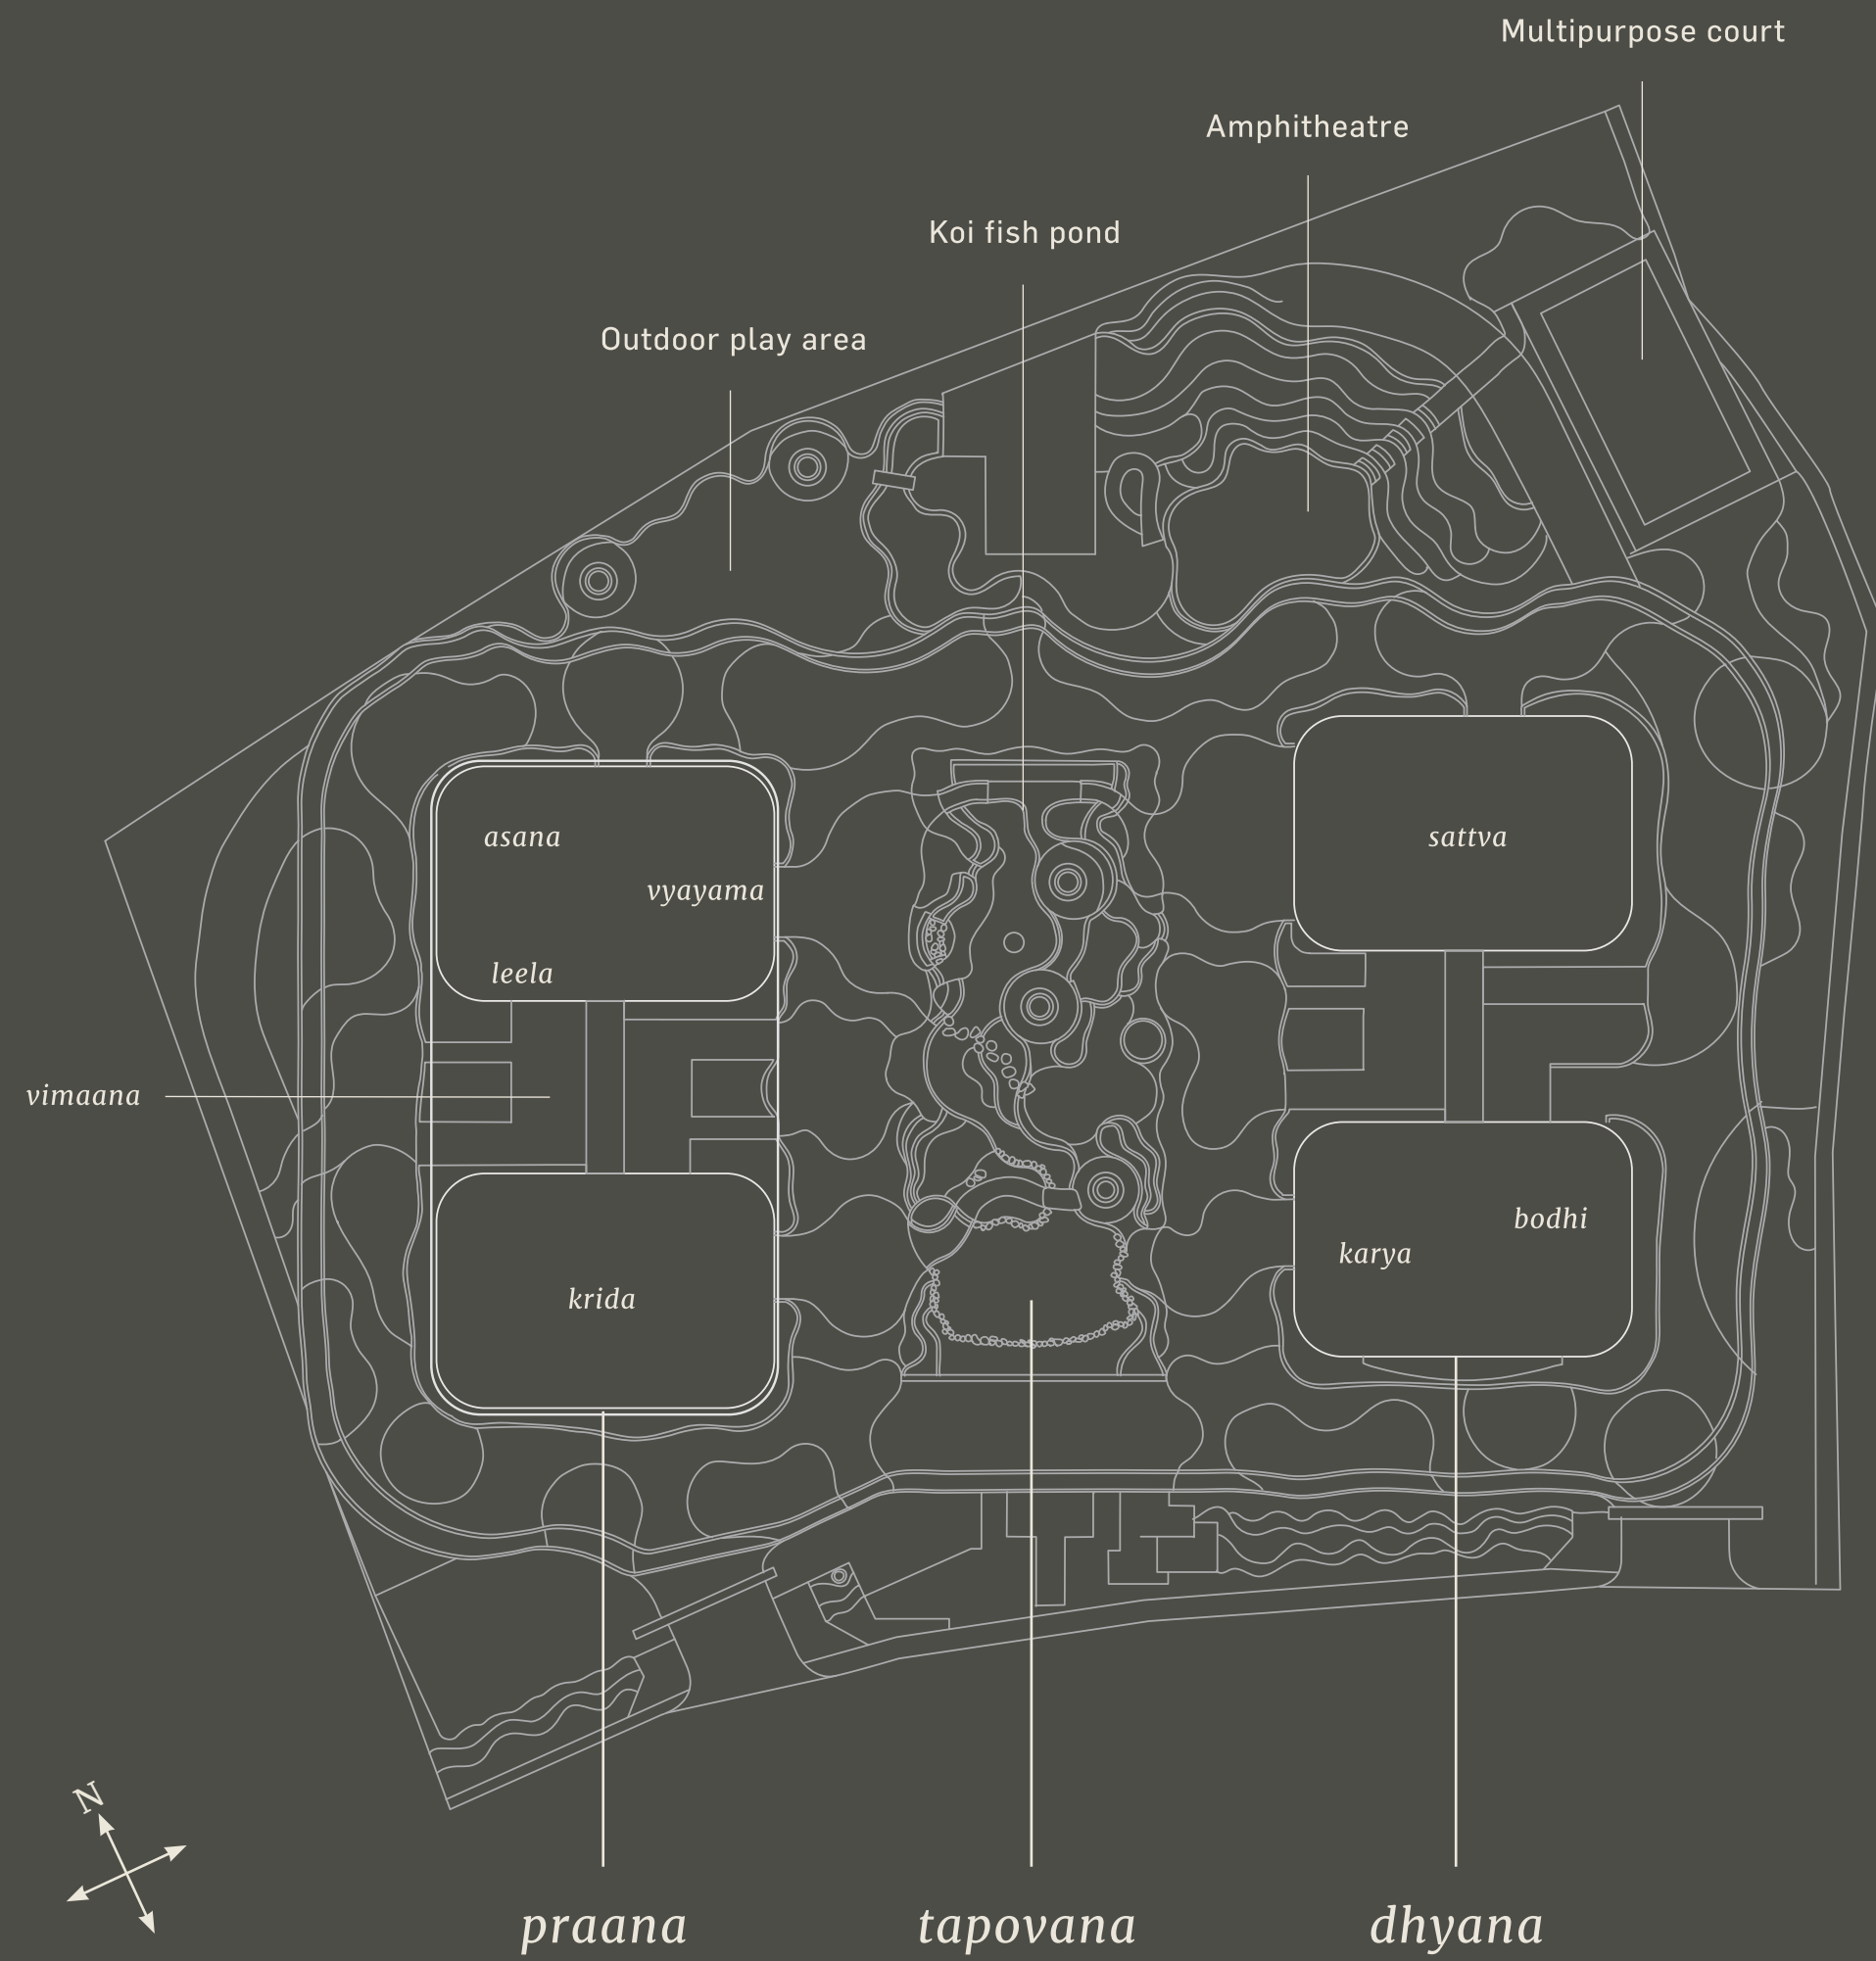 Multipurpose court
Amphitheatre
Koi fish pond
Outdoor play area
asana
sattva
vyayama
leela
vimaana
bodhi
karya
krida
N
praana
tapovana
dhyana